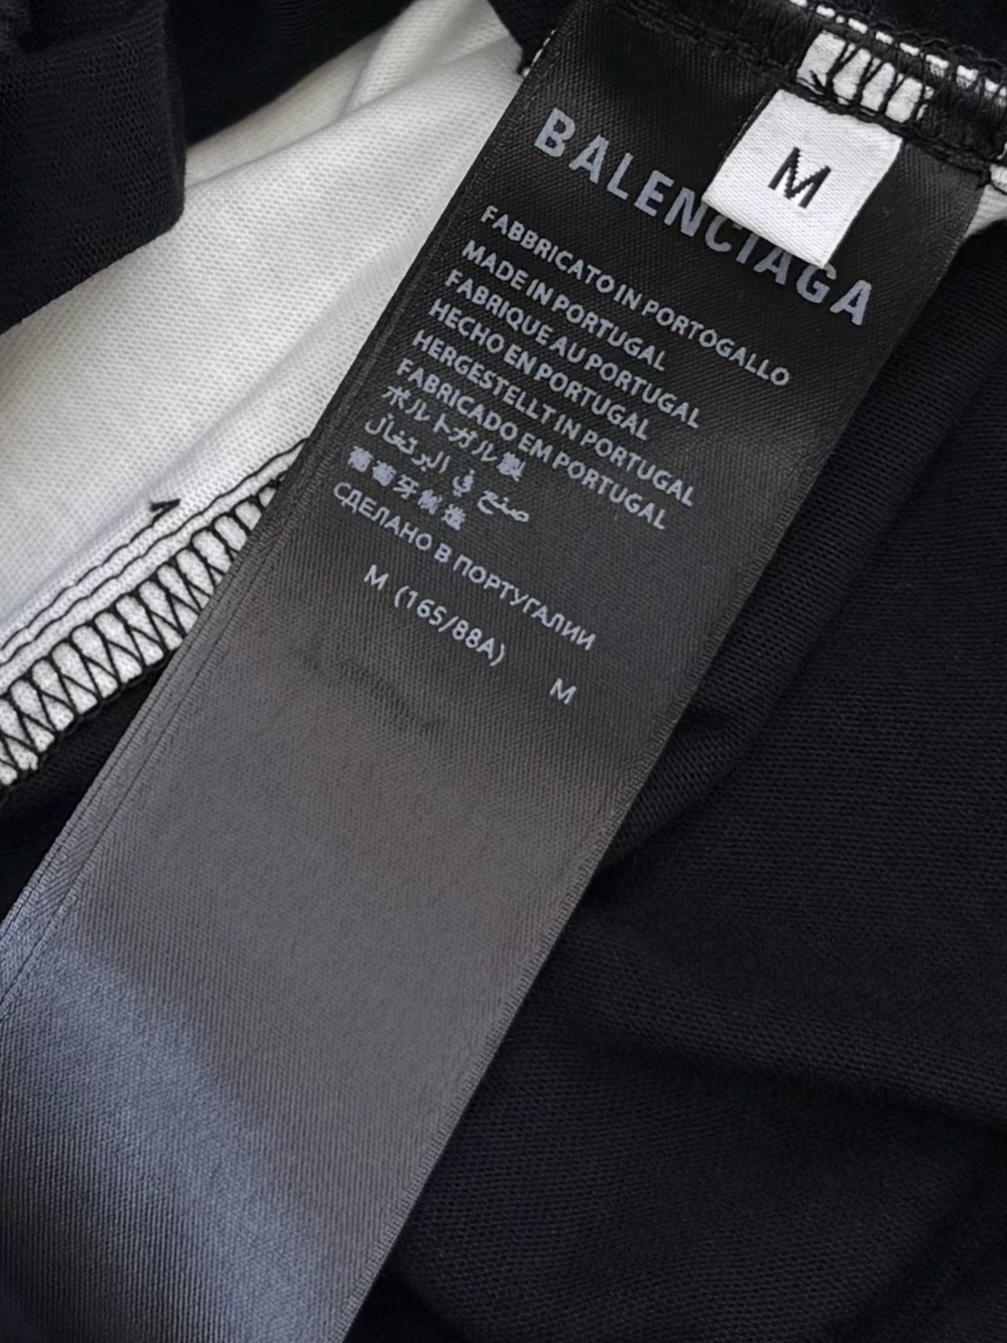 M
BALENCIAGA
FABBRICATO IN PORTOGALLO
MADE IN PORTUGAL
FABRIQUE AU PORTUGAL
HECHO EN PORTUGAL
HERGESTELLT IN PORTUGAL
FABRICADO EM PORTUGAL
ポルトガル製
صنع في البرتغال
葡萄牙制造
СДЕЛАНО В ПОРТУГАЛИИ
M (165/88A)
M